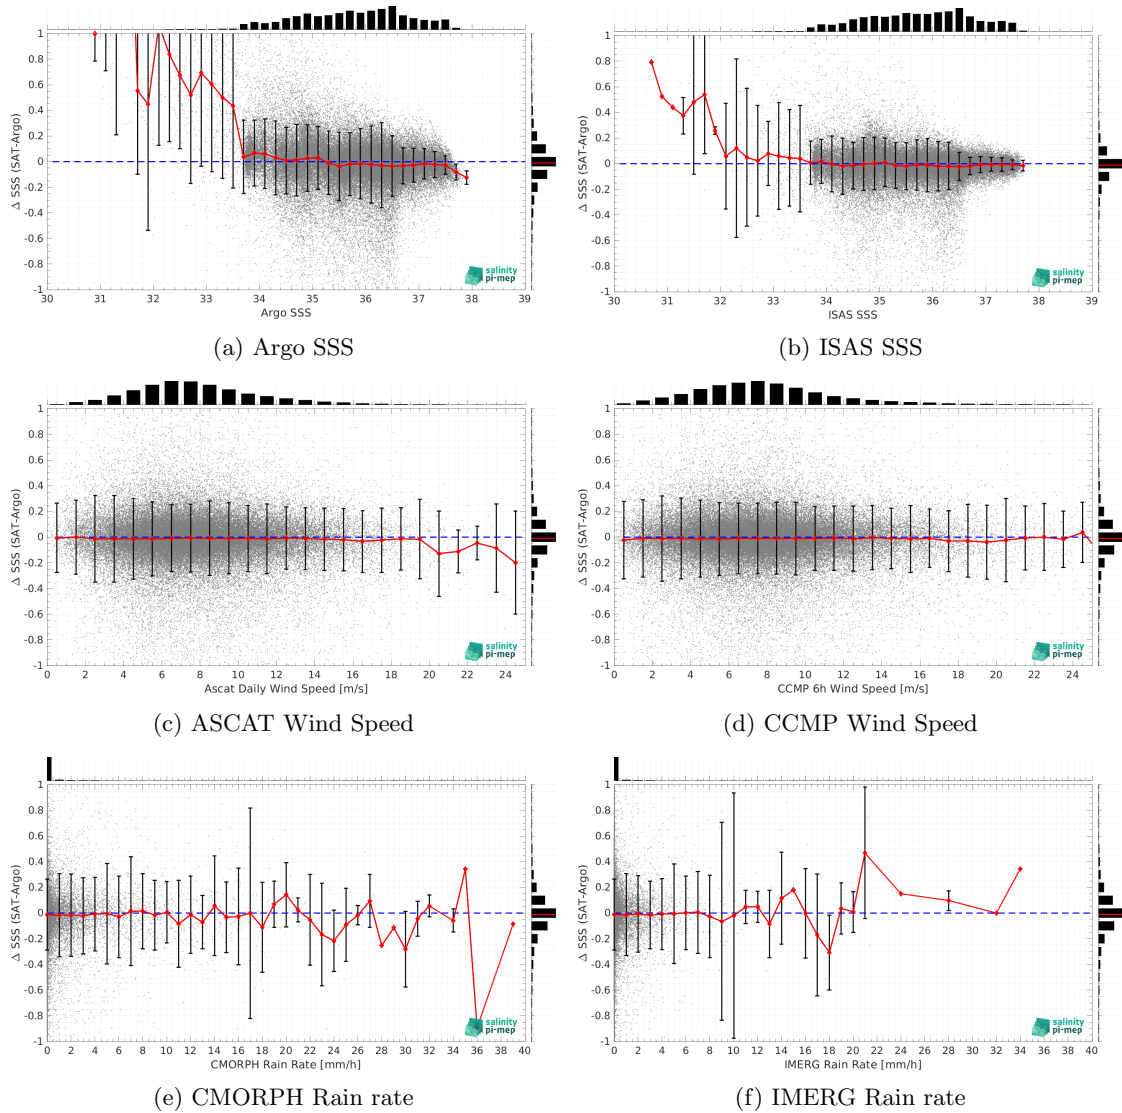 1
0.8
0.6
0.4
0.2
0
-0.2
-0.4
-0.6
-0.8
-1
Δ SSS (SAT-Argo)
30 31 32 33 34 35 36 37 38 39
Argo SSS
salinity
pi-mep
(a) Argo SSS
1
0.8
0.6
0.4
0.2
0
-0.2
-0.4
-0.6
-0.8
-1
Δ SSS (SAT-Argo)
30 31 32 33 34 35 36 37 38 39
ISAS SSS
salinity
pi-mep
(b) ISAS SSS
1
0.8
0.6
0.4
0.2
0
-0.2
-0.4
-0.6
-0.8
-1
Δ SSS (SAT-Argo)
0 2 4 6 8 10 12 14 16 18 20 22 24
Ascat Daily Wind Speed [m/s]
salinity
pi-mep
(c) ASCAT Wind Speed
1
0.8
0.6
0.4
0.2
0
-0.2
-0.4
-0.6
-0.8
-1
Δ SSS (SAT-Argo)
0 2 4 6 8 10 12 14 16 18 20 22 24
CCMP 6h Wind Speed [m/s]
salinity
pi-mep
(d) CCMP Wind Speed
1
0.8
0.6
0.4
0.2
0
-0.2
-0.4
-0.6
-0.8
-1
Δ SSS (SAT-Argo)
0 2 4 6 8 10 12 14 16 18 20 22 24 26 28 30 32 34 36 38 40
CMORPH Rain Rate [mm/h]
salinity
pi-mep
(e) CMORPH Rain rate
1
0.8
0.6
0.4
0.2
0
-0.2
-0.4
-0.6
-0.8
-1
Δ SSS (SAT-Argo)
0 2 4 6 8 10 12 14 16 18 20 22 24 26 28 30 32 34 36 38 40
IMERG Rain Rate [mm/h]
salinity
pi-mep
(f) IMERG Rain rate